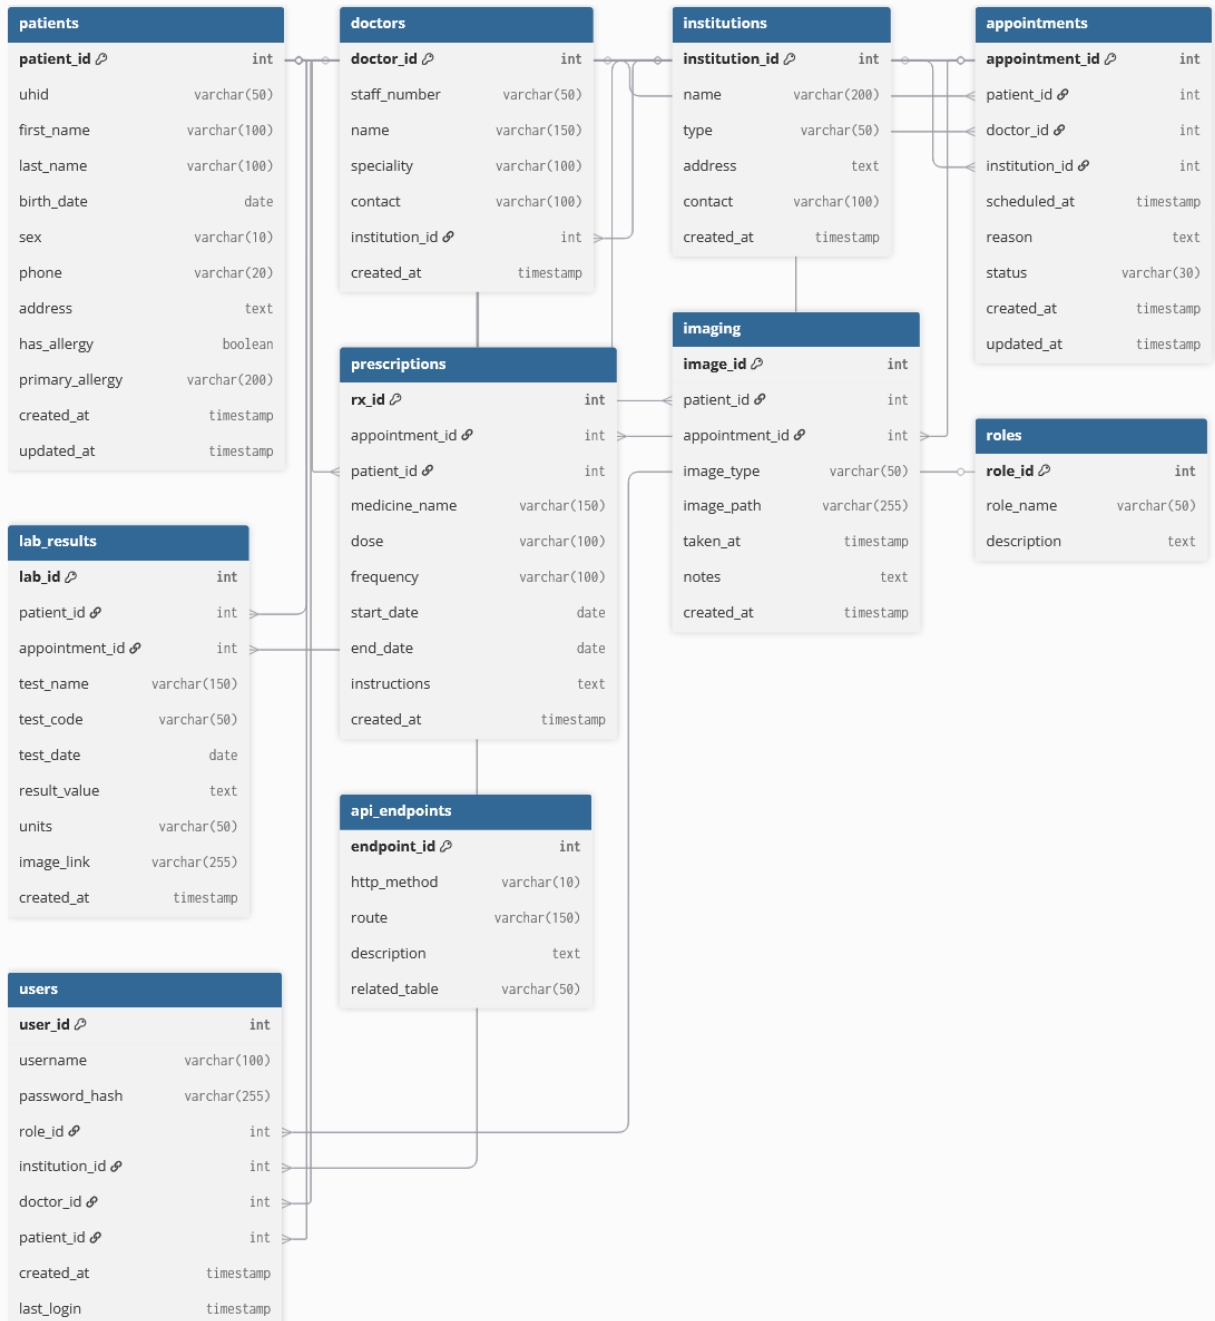 patients
patient_id int
uhid varchar(50)
first_name varchar(100)
last_name varchar(100)
birth_date date
sex varchar(10)
phone varchar(20)
address text
has_allergy boolean
primary_allergy varchar(200)
created_at timestamp
updated_at timestamp
doctors
doctor_id int
staff_number varchar(50)
name varchar(150)
speciality varchar(100)
contact varchar(100)
institution_id int
created_at timestamp
institutions
institution_id int
name varchar(200)
type varchar(50)
address text
contact varchar(100)
created_at timestamp
appointments
appointment_id int
patient_id int
doctor_id int
institution_id int
scheduled_at timestamp
reason text
status varchar(30)
created_at timestamp
updated_at timestamp
prescriptions
rx_id int
appointment_id int
patient_id int
medicine_name varchar(150)
dose varchar(100)
frequency varchar(100)
start_date date
end_date date
instructions text
created_at timestamp
imaging
image_id int
patient_id int
appointment_id int
image_type varchar(50)
image_path varchar(255)
taken_at timestamp
notes text
created_at timestamp
roles
role_id int
role_name varchar(50)
description text
lab_results
lab_id int
patient_id int
appointment_id int
test_name varchar(150)
test_code varchar(50)
test_date date
result_value text
units varchar(50)
image_link varchar(255)
created_at timestamp
api_endpoints
endpoint_id int
http_method varchar(10)
route varchar(150)
description text
related_table varchar(50)
users
user_id int
username varchar(100)
password_hash varchar(255)
role_id int
institution_id int
doctor_id int
patient_id int
created_at timestamp
last_login timestamp